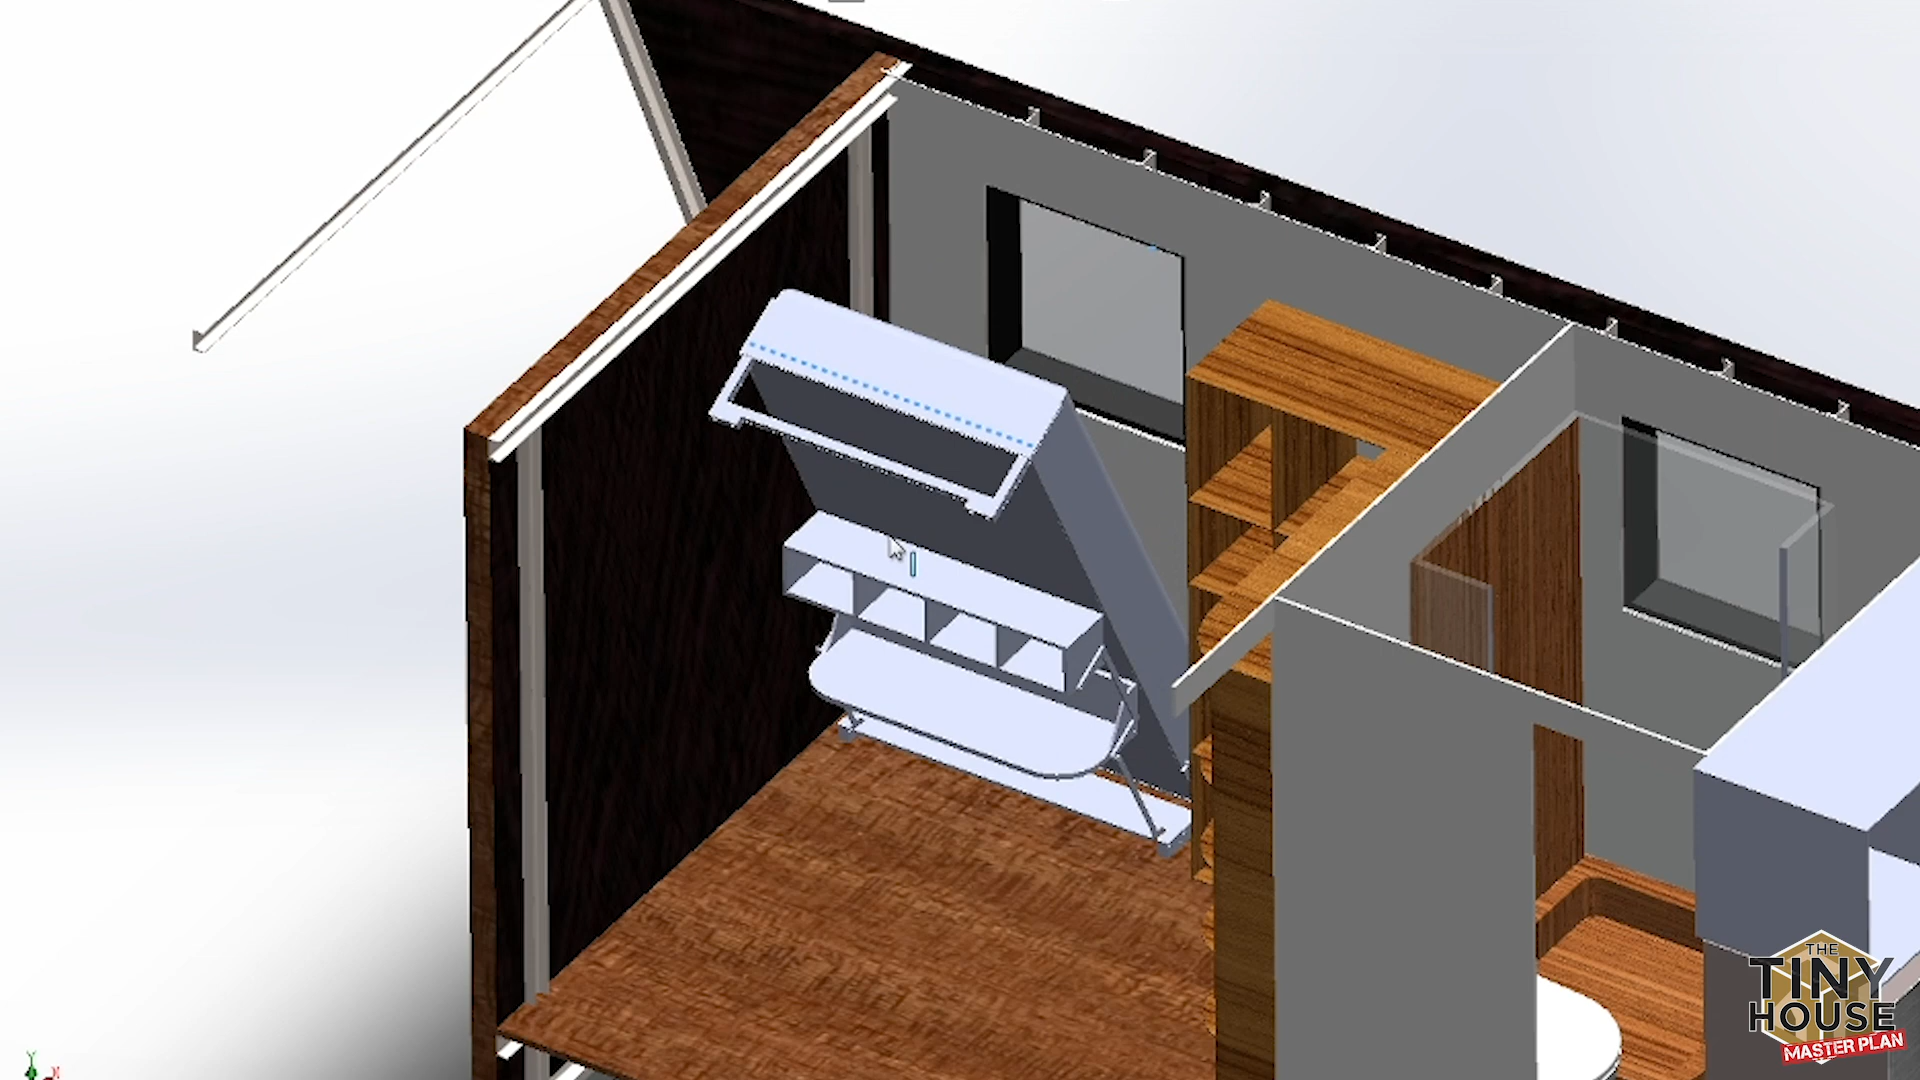 THE
TINY
HOUSE
MASTER PLAN
Y
X